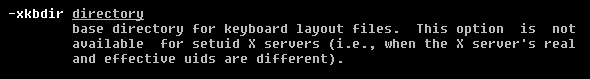 -xkbdir directory
base directory for keyboard layout files. This option is not
available for setuid X servers (i.e., when the X server's real
and effective uids are different).